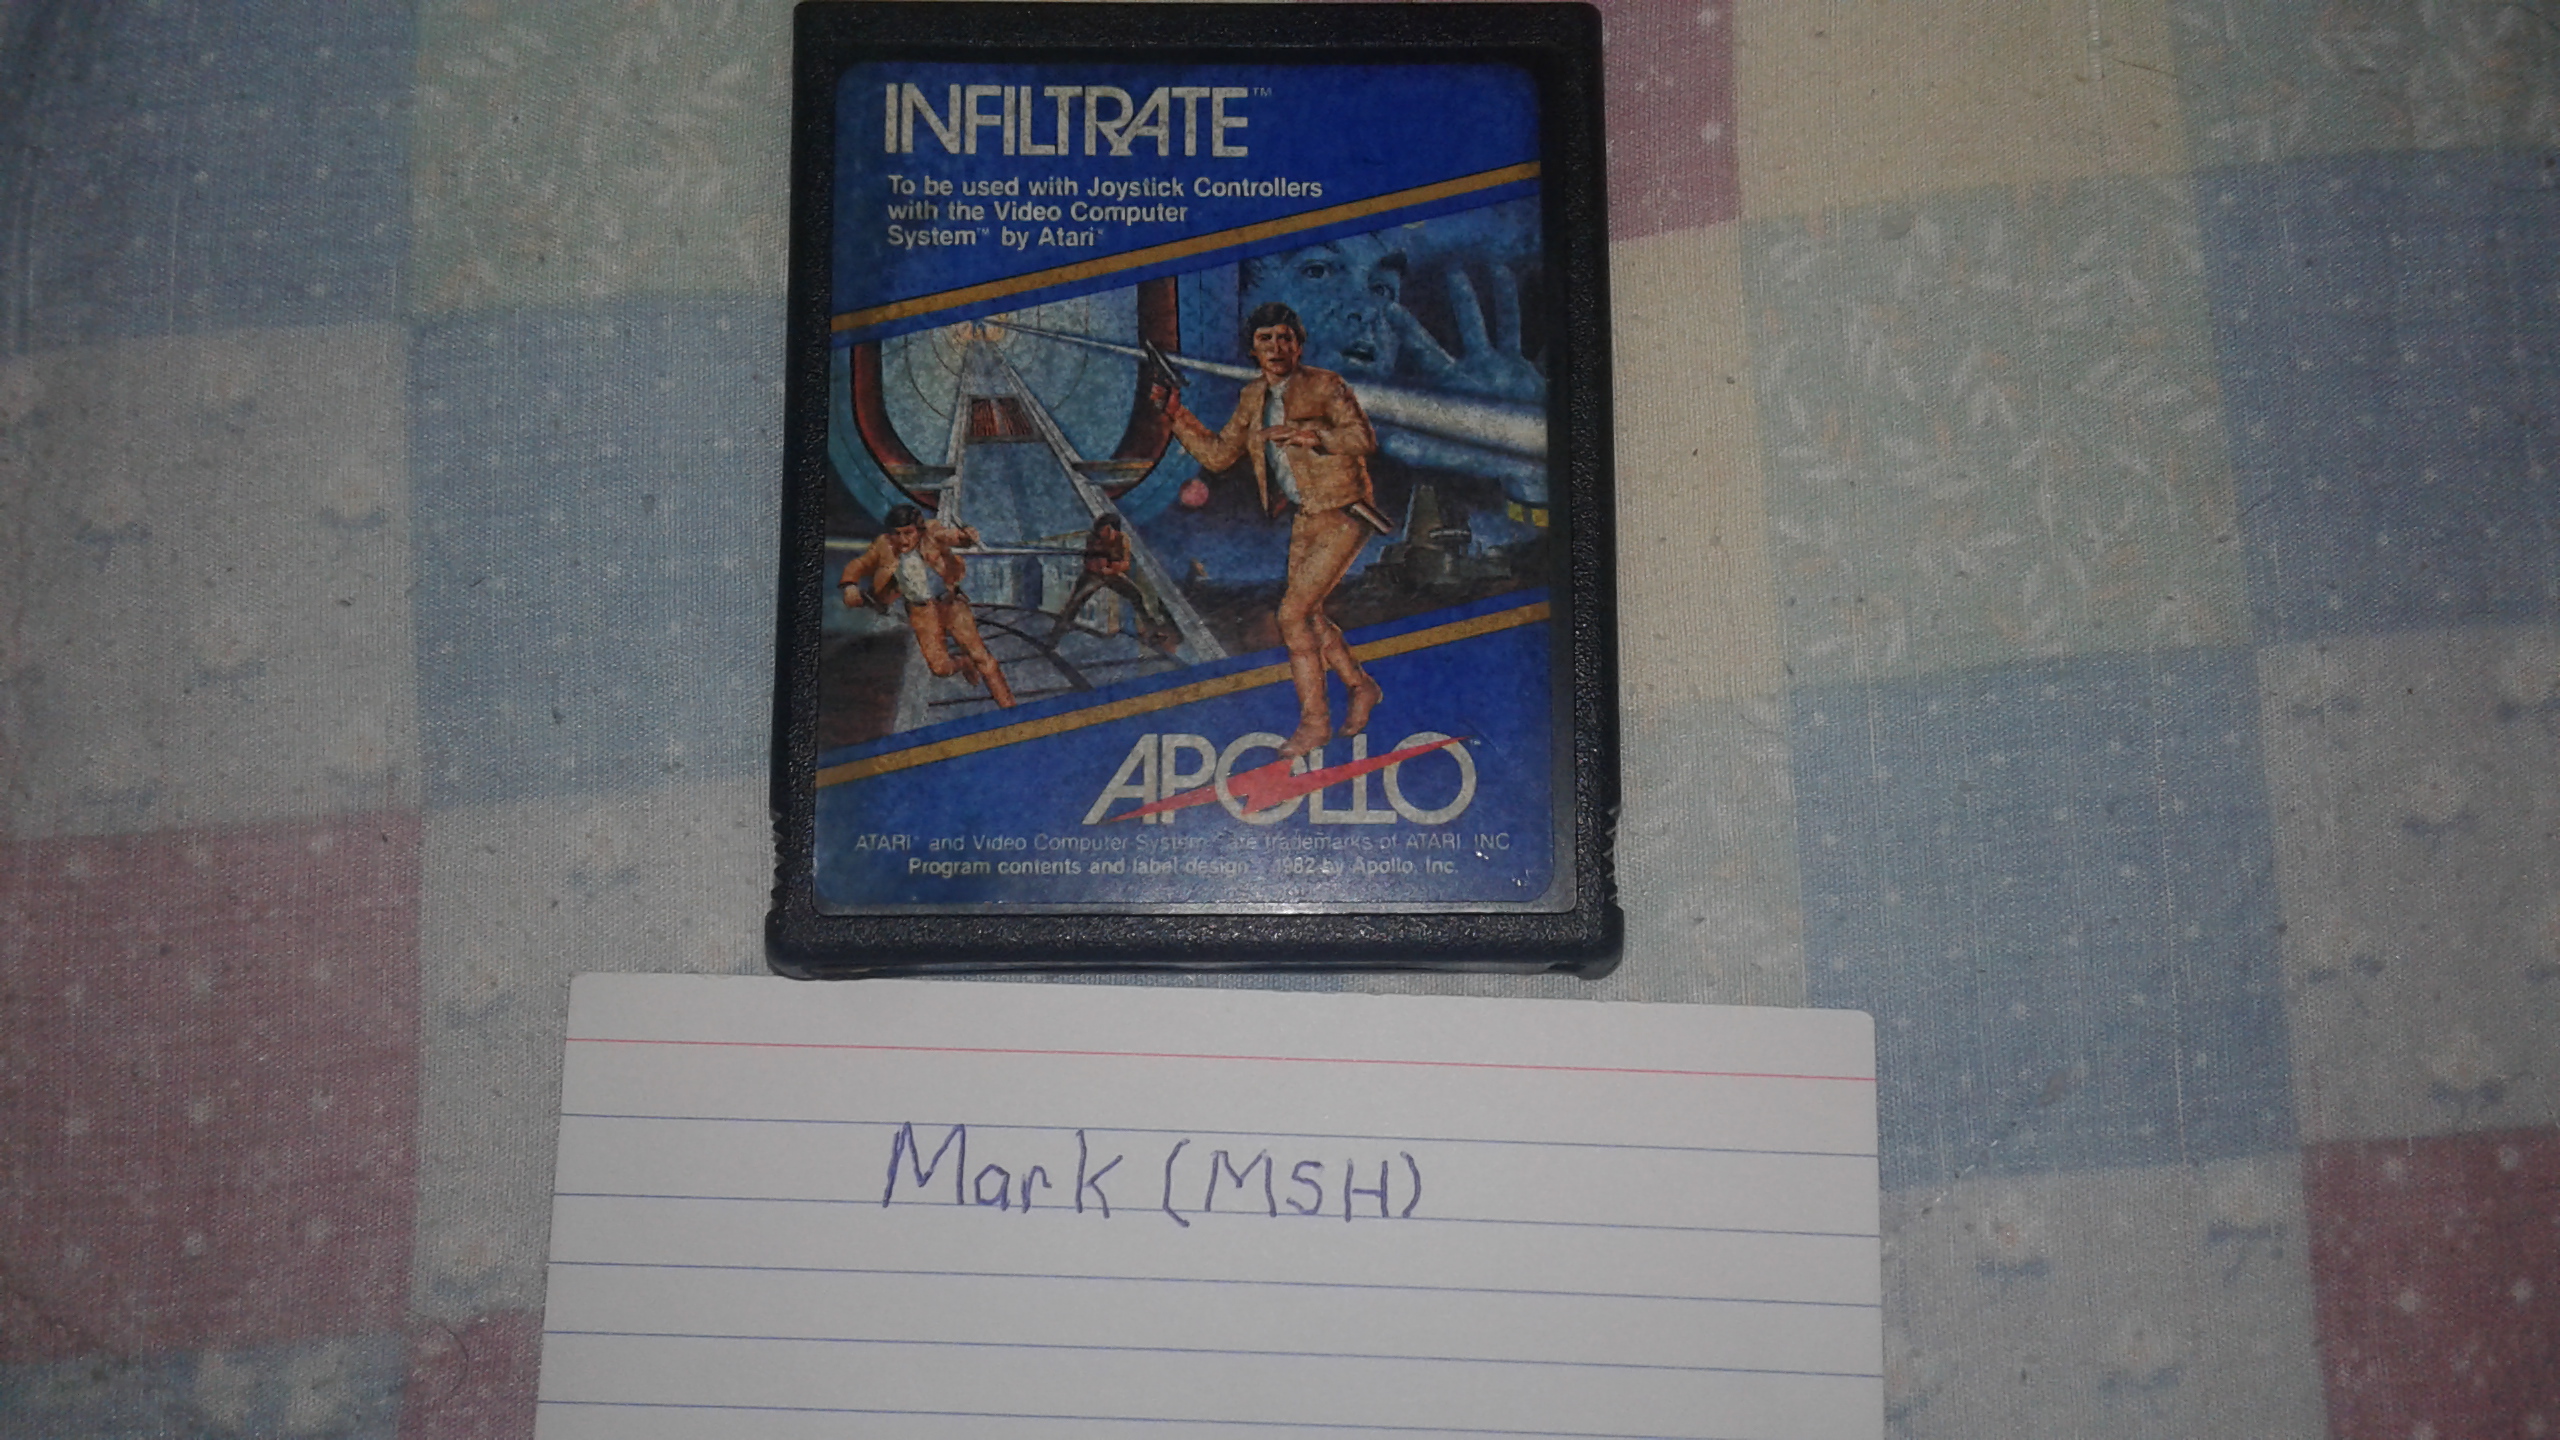 INFILTRATE™
To be used with Joystick Controllers
with the Video Computer
System™ by Atari
APOLLO
ATARI and Video Computer System are trademarks of ATARI INC
Program contents and label design 1982 by Apollo, Inc.
Mark (MSH)